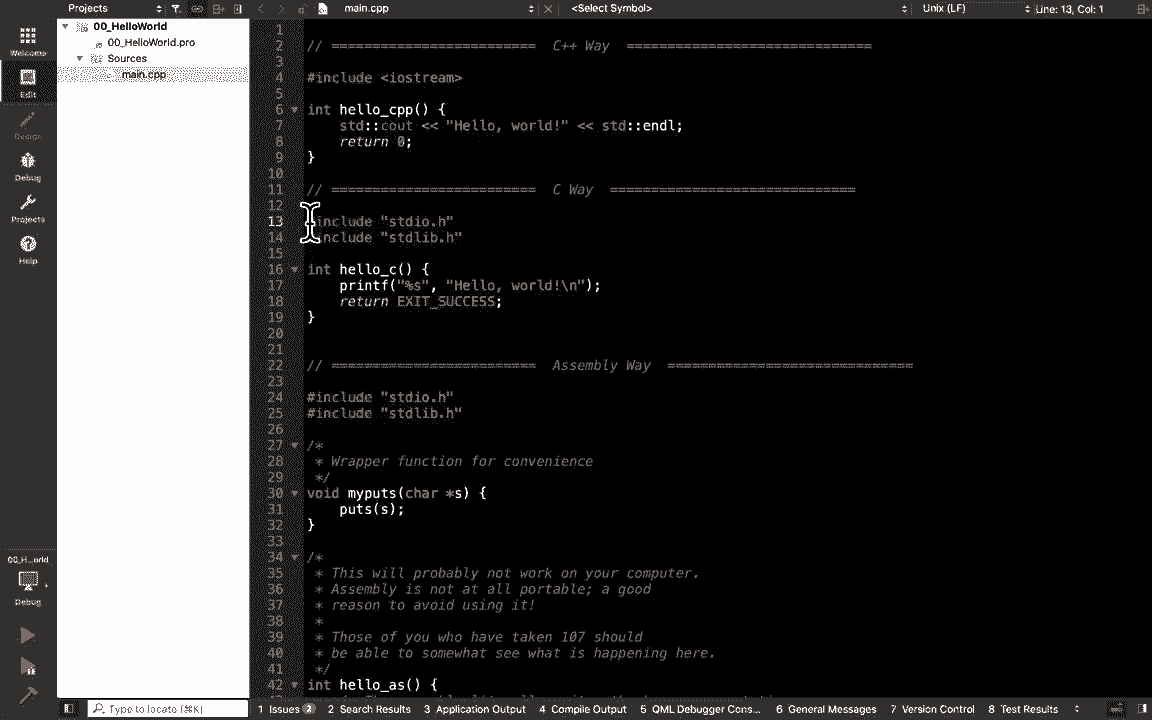 Projects
main.cpp
<Select Symbol>
Unix (LF)
Line: 13, Col: 1
Welcome
Edit
Design
Debug
Projects
Help
00_H...orld
Debug
00_HelloWorld
00_HelloWorld.pro
Sources
main.cpp
1
2 // ========================= C++ Way ==============================
3
4 #include <iostream>
5
6 int hello_cpp() {
7 std::cout << "Hello, world!" << std::endl;
8 return 0;
9 }
10
11 // ========================= C Way ==============================
12
13 #include "stdio.h"
14 #include "stdlib.h"
15
16 int hello_c() {
17 printf("%s", "Hello, world!\n");
18 return EXIT_SUCCESS;
19 }
20
21
22 // ========================= Assembly Way ==============================
23
24 #include "stdio.h"
25 #include "stdlib.h"
26
27 /*
28 * Wrapper function for convenience
29 */
30 void myputs(char *s) {
31 puts(s);
32 }
33
34 /*
35 * This will probably not work on your computer.
36 * Assembly is not at all portable; a good
37 * reason to avoid using it!
38 *
39 * Those of you who have taken 107 should
40 * be able to somewhat see what is happening here.
41 */
42 int hello_as() {
Type to locate (⌘K)
1 Issues 2
2 Search Results
3 Application Output
4 Compile Output
5 QML Debugger Cons...
6 General Messages
7 Version Control
8 Test Results